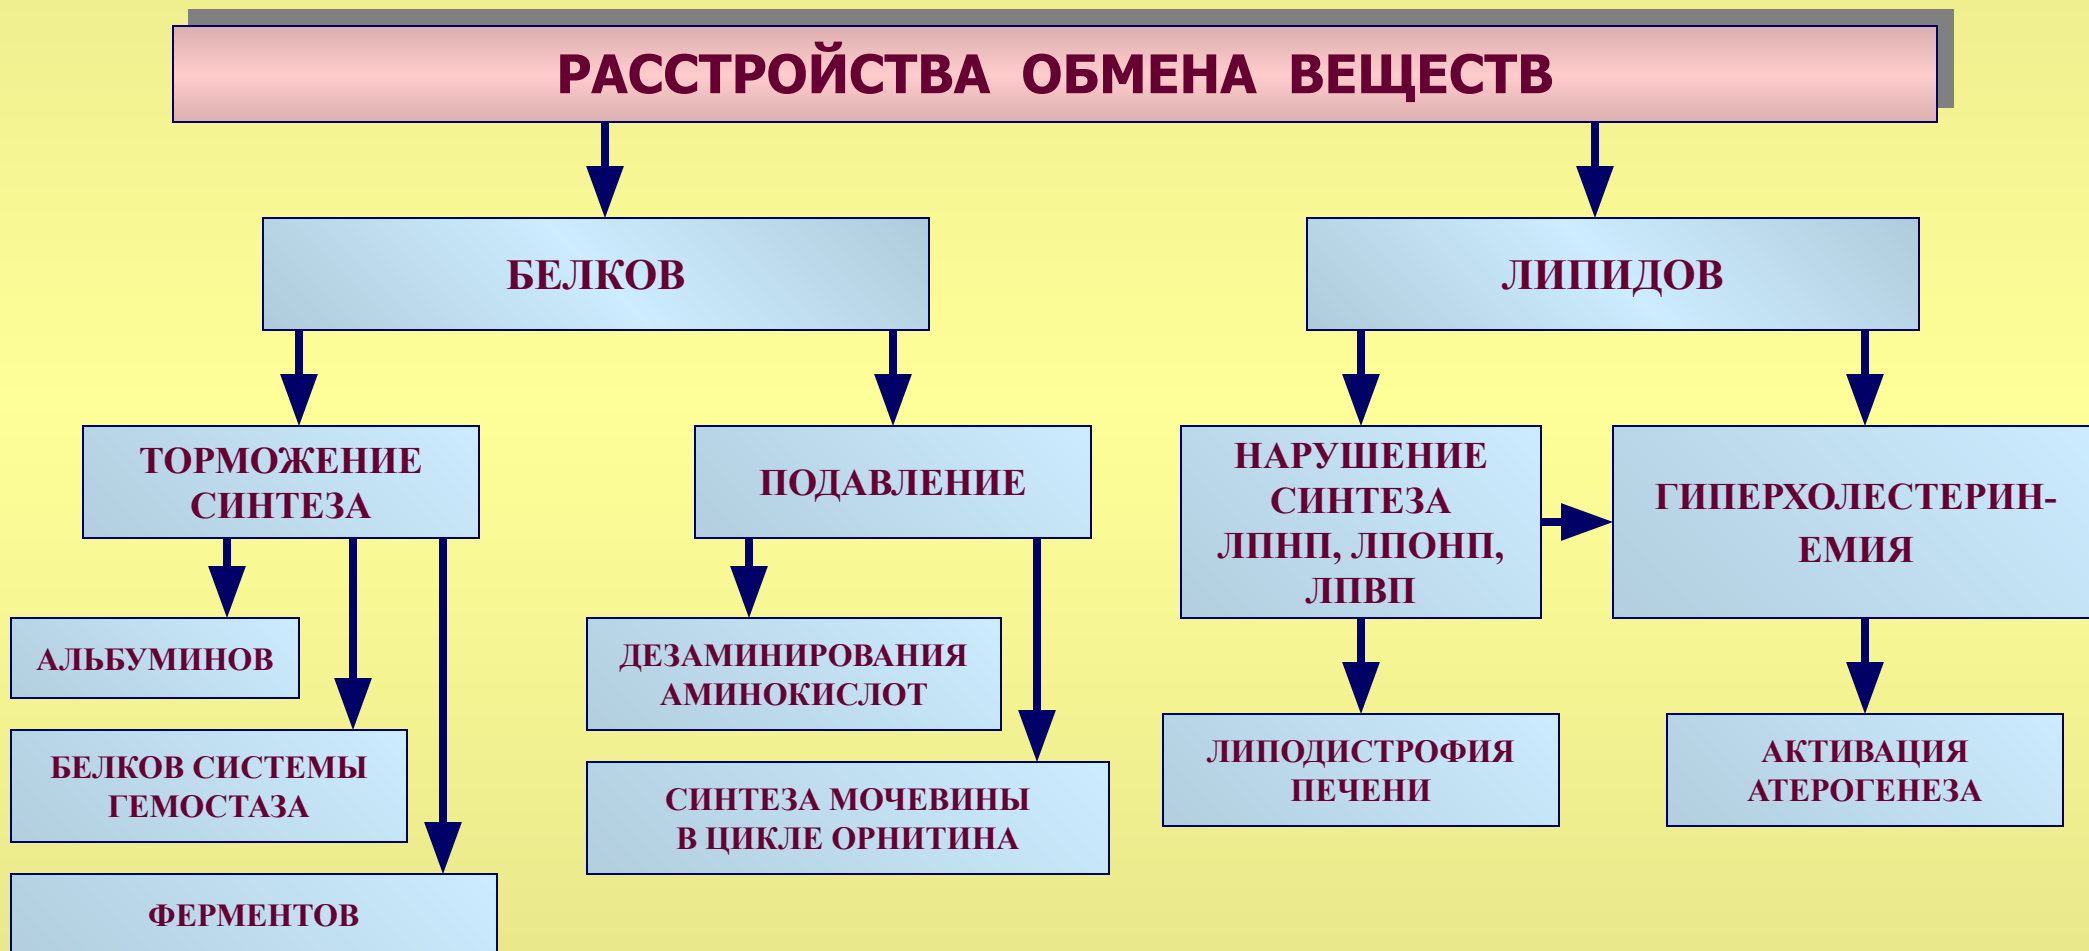 РАССТРОЙСТВА ОБМЕНА ВЕЩЕСТВ
БЕЛКОВ
ЛИПИДОВ
ТОРМОЖЕНИЕ
СИНТЕЗА
ПОДАВЛЕНИЕ
НАРУШЕНИЕ
СИНТЕЗА
ЛПНП, ЛПОНП,
ЛПВП
ГИПЕРХОЛЕСТЕРИН-
ЕМИЯ
АЛЬБУМИНОВ
БЕЛКОВ СИСТЕМЫ
ГЕМОСТАЗА
ФЕРМЕНТОВ
ДЕЗАМИНИРОВАНИЯ
АМИНОКИСЛОТ
СИНТЕЗА МОЧЕВИНЫ
В ЦИКЛЕ ОРНИТИНА
ЛИПОДИСТРОФИЯ
ПЕЧЕНИ
АКТИВАЦИЯ
АТЕРОГЕНЕЗА